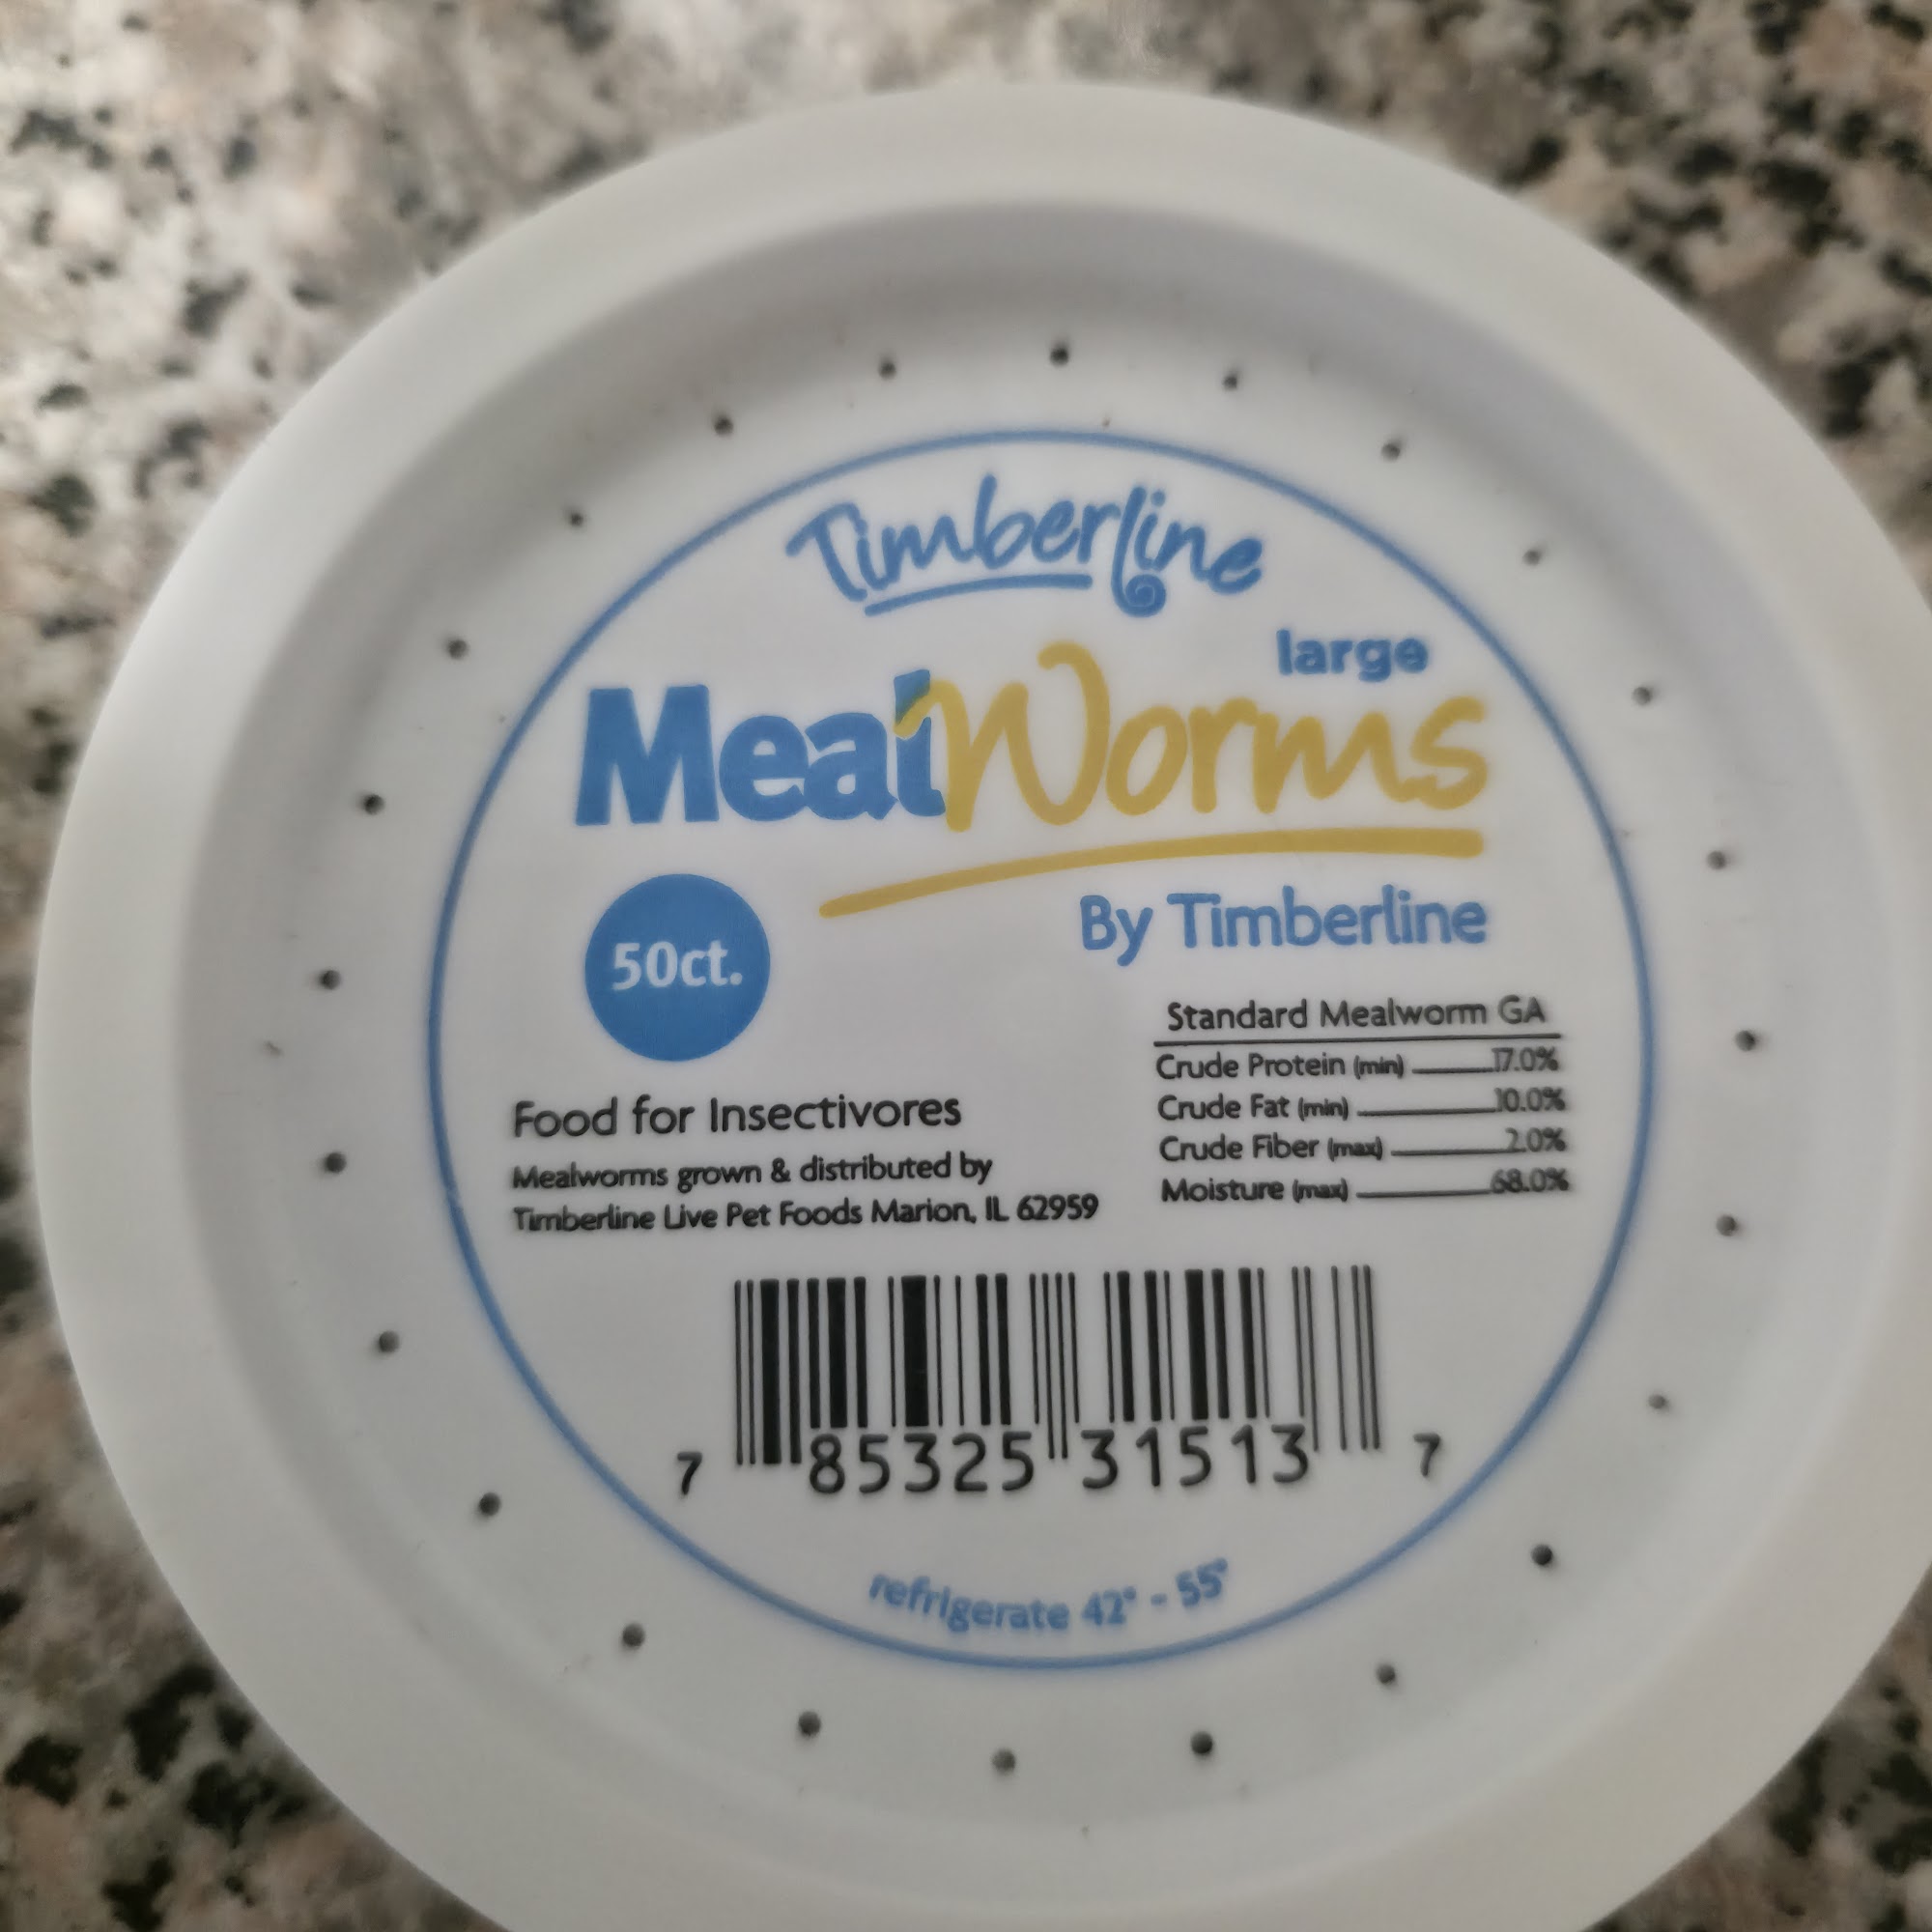 Timberline
large
MealWorms
By Timberline
50ct.
Standard Mealworm GA
Crude Protein (min) 17.0%
Crude Fat (min) 10.0%
Crude Fiber (max) 2.0%
Moisture (max) 68.0%
Food for Insectivores
Mealworms grown & distributed by
Timberline Live Pet Foods Marion, IL 62959
7 85325 31513 7
refrigerate 42° - 55°